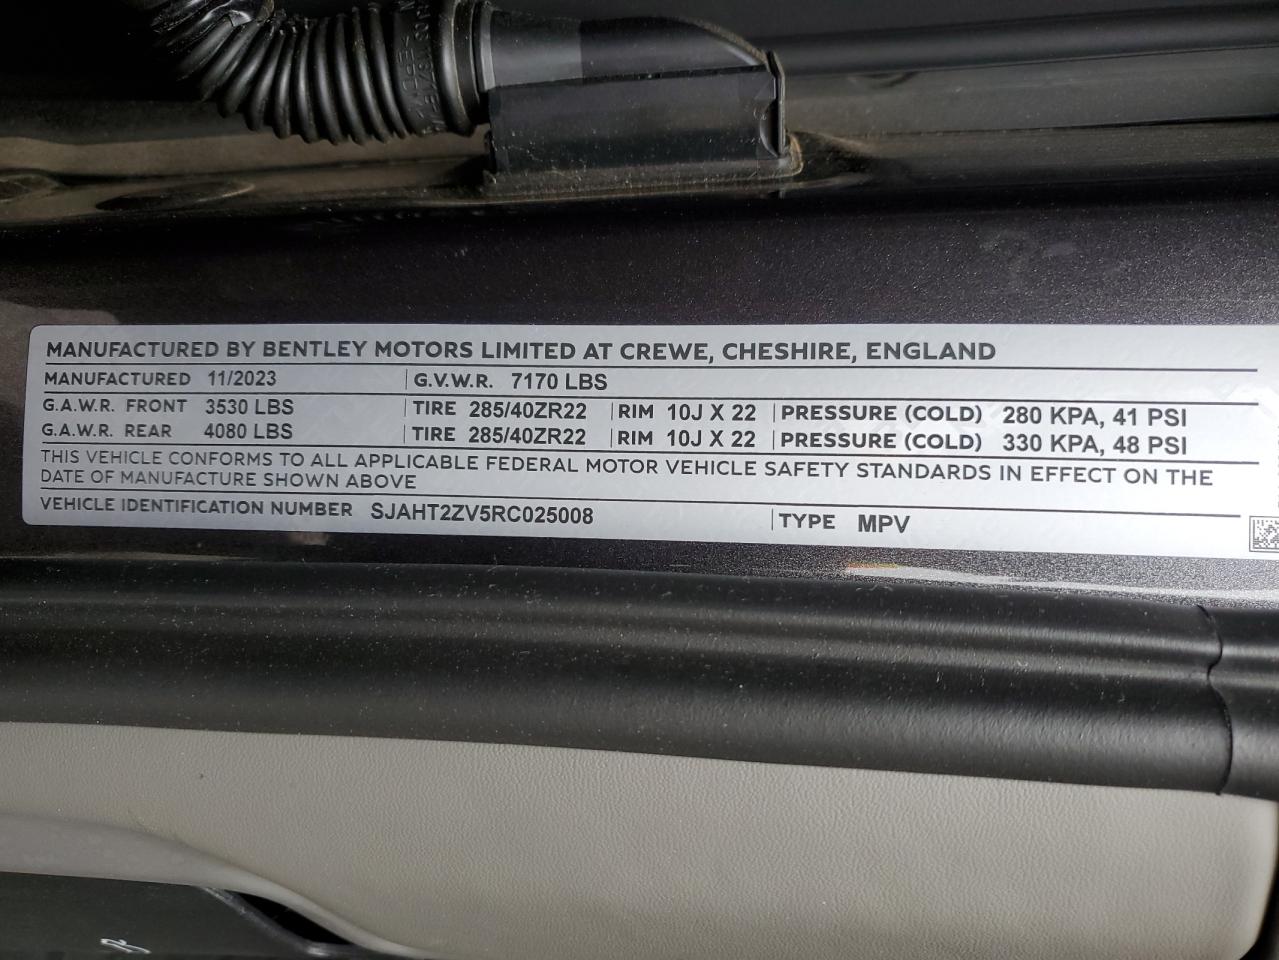 MANUFACTURED BY BENTLEY MOTORS LIMITED AT CREWE, CHESHIRE, ENGLAND
MANUFACTURED 11/2023 G.V.W.R. 7170 LBS
G.A.W.R. FRONT 3530 LBS TIRE 285/40ZR22 RIM 10J X 22 PRESSURE (COLD) 280 KPA, 41 PSI
G.A.W.R. REAR 4080 LBS TIRE 285/40ZR22 RIM 10J X 22 PRESSURE (COLD) 330 KPA, 48 PSI
THIS VEHICLE CONFORMS TO ALL APPLICABLE FEDERAL MOTOR VEHICLE SAFETY STANDARDS IN EFFECT ON THE
DATE OF MANUFACTURE SHOWN ABOVE
VEHICLE IDENTIFICATION NUMBER SJAHT2ZV5RC025008 TYPE MPV